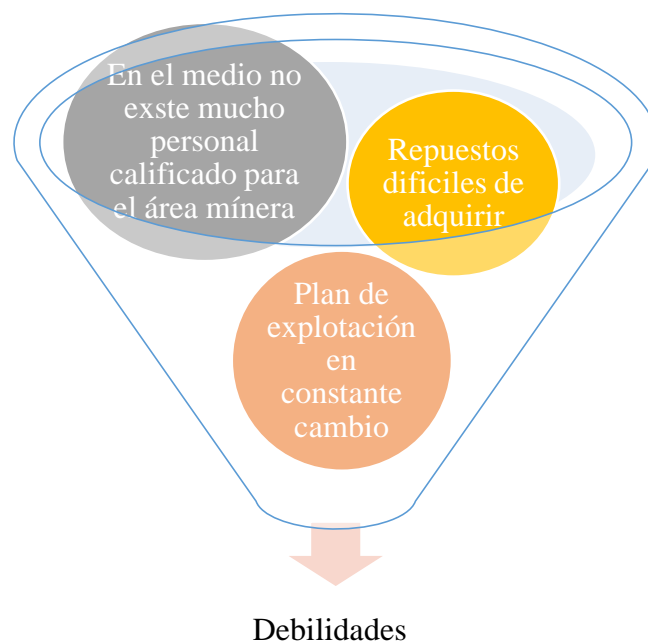 En el medio no
exste mucho
personal
calificado para
el área mínera
Repuestos
dificiles de
adquirir
Plan de
explotación
en
constante
cambio
Debilidades